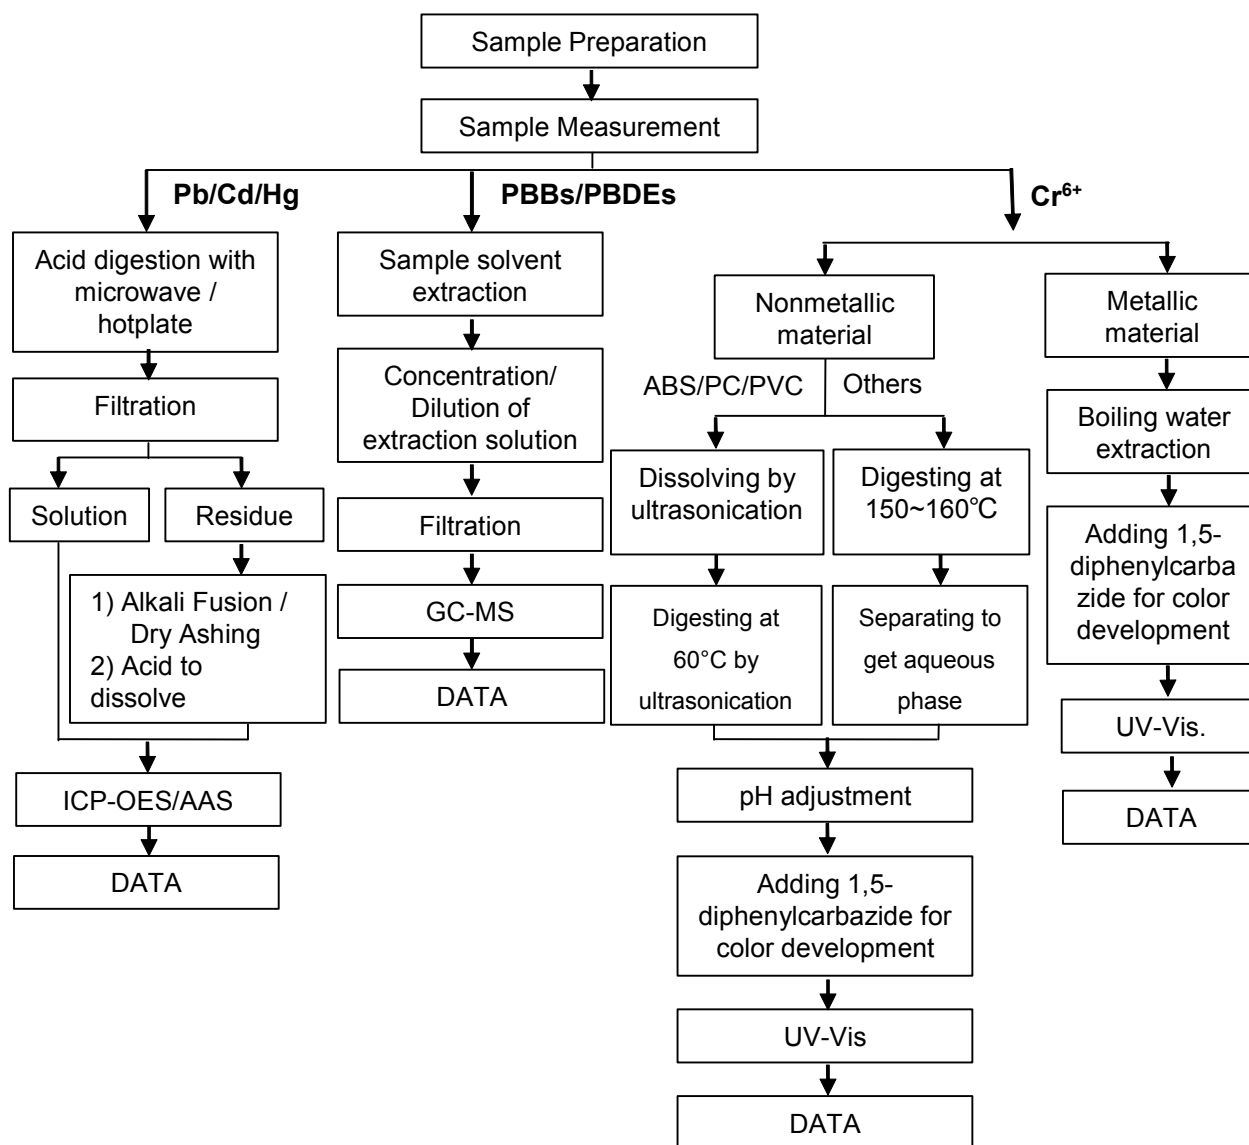 Sample Preparation
Sample Measurement
Pb/Cd/Hg
PBBs/PBDEs
Cr⁶⁺
Acid digestion with
microwave /
hotplate
Filtration
Solution
Residue
1) Alkali Fusion /
Dry Ashing
2) Acid to
dissolve
ICP-OES/AAS
DATA
Sample solvent
extraction
Concentration/
Dilution of
extraction solution
Filtration
GC-MS
DATA
Nonmetallic
material
ABS/PC/PVC
Others
Dissolving by
ultrasonication
Digesting at
60°C by
ultrasonication
Digesting at
150~160℃
Separating to
get aqueous
phase
pH adjustment
Adding 1,5-
diphenylcarbazide for
color development
UV-Vis
DATA
Metallic
material
Boiling water
extraction
Adding 1,5-
diphenylcarba
zide for color
development
UV-Vis.
DATA